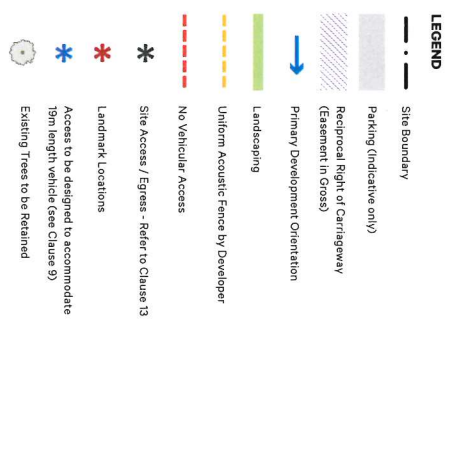 LEGEND
Site Boundary
Parking (Indicative only)
Reciprocal Right of Carriageway
(Easement in Gross)
Primary Development Orientation
Landscaping
Uniform Acoustic Fence by Developer
No Vehicular Access
Site Access / Egress - Refer to Clause 13
Landmark Locations
Access to be designed to accommodate
19m length vehicle (see Clause 9)
Existing Trees to be Retained